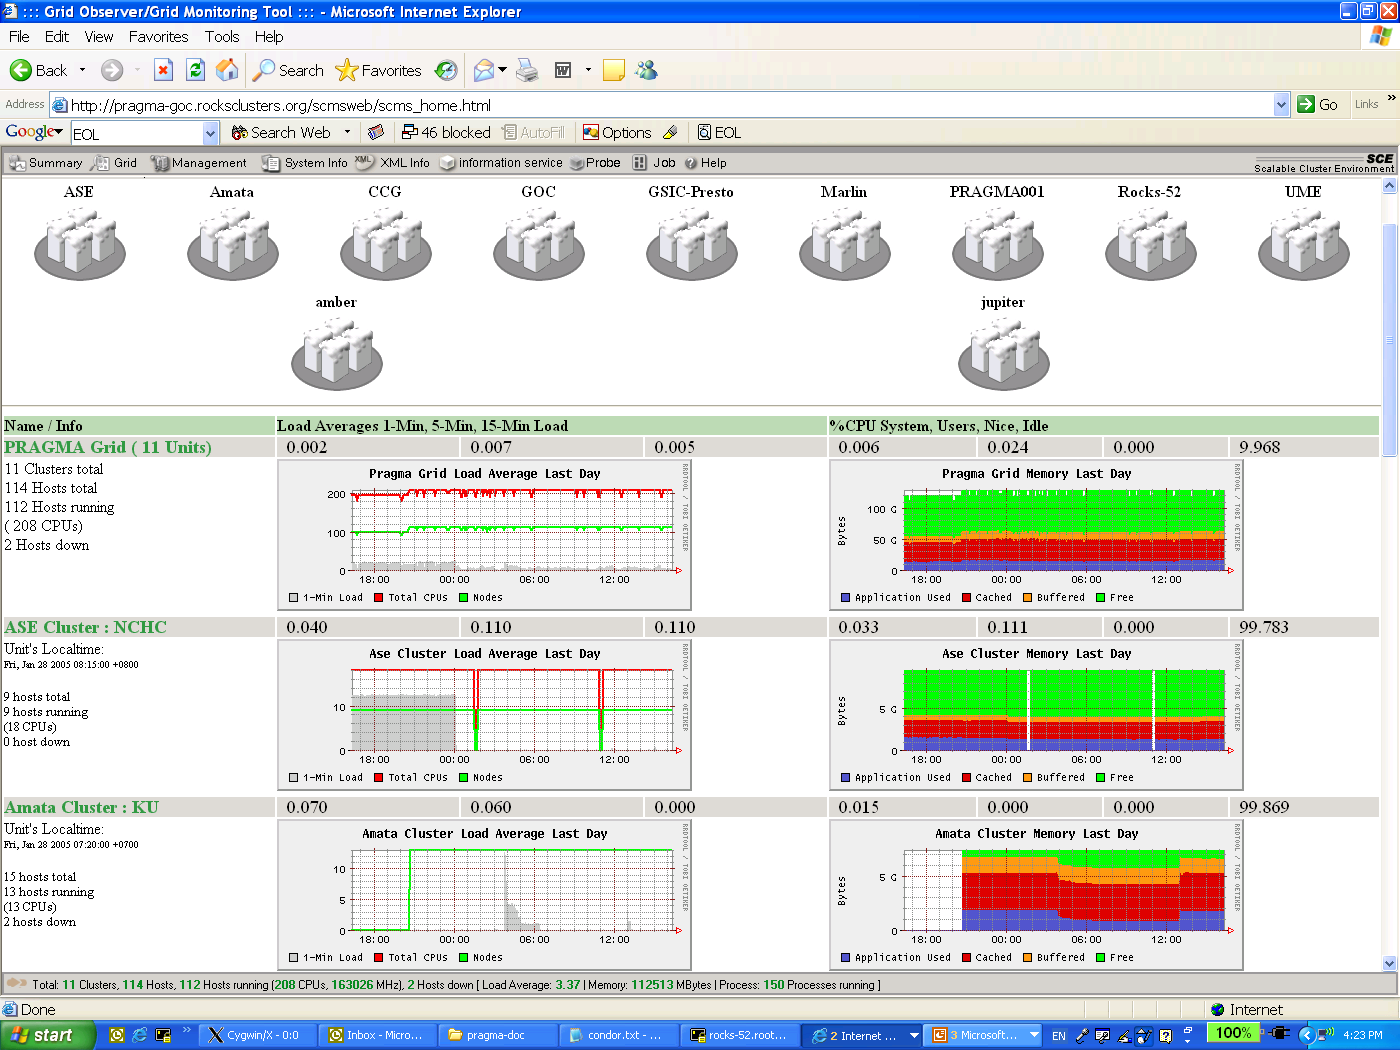 ::: Grid Observer/Grid Monitoring Tool ::: - Microsoft Internet Explorer
File Edit View Favorites Tools Help
Back Search Favorites
Address http://pragma-goc.rocksclusters.org/scmsweb/scms_home.html Go Links »
Google EOL Search Web 46 blocked AutoFill Options EOL
Summary Grid Management System Info XML XML Info information service Probe Job Help SCE
Scalable Cluster Environment
ASE Amata CCG GOC GSIC-Presto Marlin PRAGMA001 Rocks-52 UME
amber jupiter
Name / Info Load Averages 1-Min, 5-Min, 15-Min Load %CPU System, Users, Nice, Idle
PRAGMA Grid ( 11 Units) 0.002 0.007 0.005 0.006 0.024 0.000 9.968
11 Clusters total
114 Hosts total
112 Hosts running
( 208 CPUs)
2 Hosts down
Pragma Grid Load Average Last Day
RRDTOOL / TOBI OETIKER
200
100
0
18:00 00:00 06:00 12:00
1-Min Load Total CPUs Nodes
Pragma Grid Memory Last Day
RRDTOOL / TOBI OETIKER
Bytes
100 G
50 G
0
18:00 00:00 06:00 12:00
Application Used Cached Buffered Free
ASE Cluster : NCHC 0.040 0.110 0.110 0.033 0.111 0.000 99.783
Unit's Localtime:
Fri, Jan 28 2005 08:15:00 +0800
9 hosts total
9 hosts running
(18 CPUs)
0 host down
Ase Cluster Load Average Last Day
RRDTOOL / TOBI OETIKER
10
0
18:00 00:00 06:00 12:00
1-Min Load Total CPUs Nodes
Ase Cluster Memory Last Day
RRDTOOL / TOBI OETIKER
Bytes
5 G
0
18:00 00:00 06:00 12:00
Application Used Cached Buffered Free
Amata Cluster : KU 0.070 0.060 0.000 0.015 0.000 0.000 99.869
Unit's Localtime:
Fri, Jan 28 2005 07:20:00 +0700
15 hosts total
13 hosts running
(13 CPUs)
2 hosts down
Amata Cluster Load Average Last Day
RRDTOOL / TOBI OETIKER
10
5
0
18:00 00:00 06:00 12:00
1-Min Load Total CPUs Nodes
Amata Cluster Memory Last Day
RRDTOOL / TOBI OETIKER
Bytes
5 G
0
18:00 00:00 06:00 12:00
Application Used Cached Buffered Free
Total: 11 Clusters, 114 Hosts, 112 Hosts running (208 CPUs, 163026 MHz), 2 Hosts down [ Load Average: 3.37 | Memory: 112513 MBytes | Process: 150 Processes running ]
Done Internet
start » Cygwin/X - 0:0 Inbox - Micro... pragma-doc condor.txt - ... rocks-52.root... 2 Internet ... 3 Microsoft... EN 100% 4:23 PM